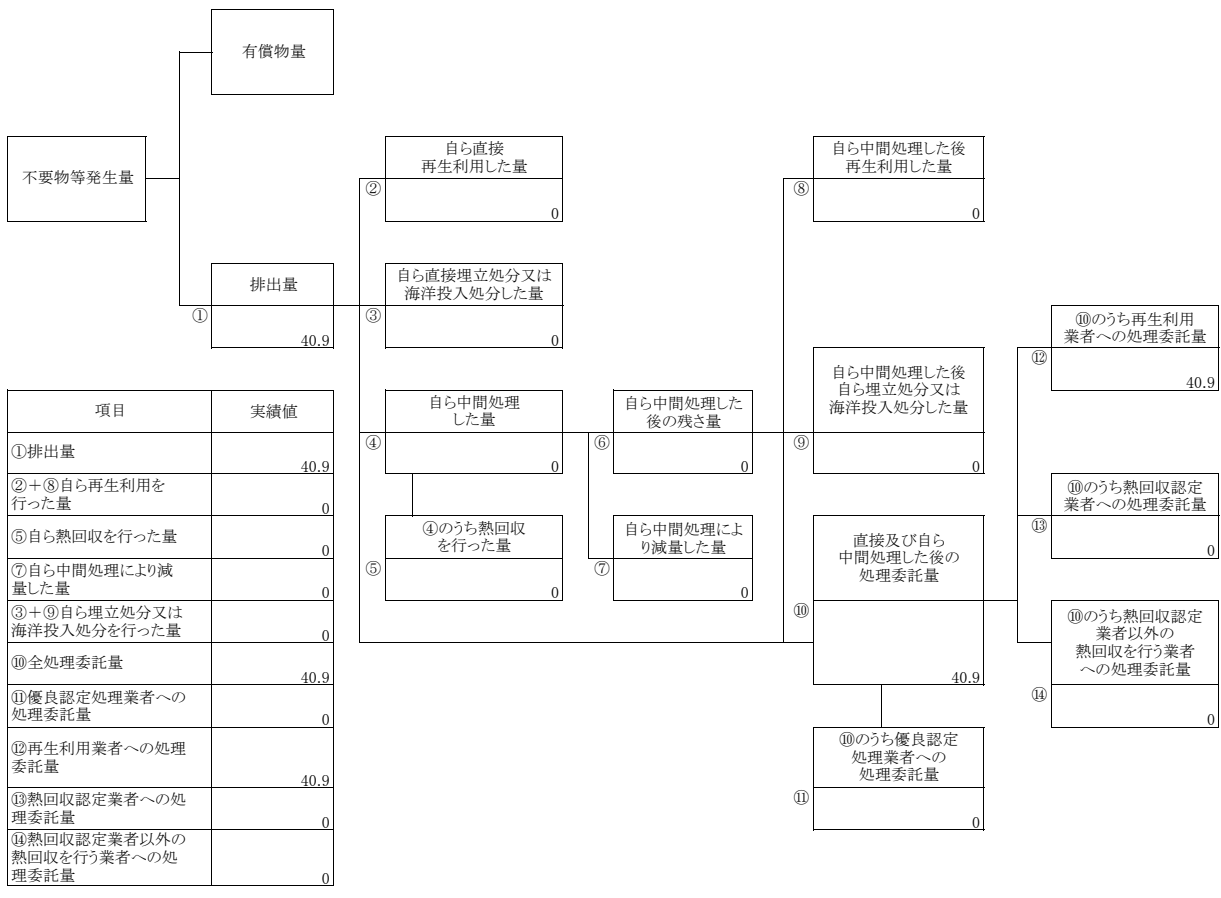 有償物量
不要物等発生量
自ら直接
再生利用した量
②
0
自ら中間処理した後
再生利用した量
⑧
0
排出量
①
40.9
自ら直接埋立処分又は
海洋投入処分した量
③
0
⑩のうち再生利用
業者への処理委託量
⑫
40.9
自ら中間処理した後
自ら埋立処分又は
海洋投入処分した量
⑨
0
自ら中間処理
した量
④
0
自ら中間処理した
後の残さ量
⑥
0
④のうち熱回収
を行った量
⑤
0
自ら中間処理によ
り減量した量
⑦
0
直接及び自ら
中間処理した後の
処理委託量
⑩
40.9
⑩のうち熱回収認定
業者への処理委託量
⑬
0
⑩のうち熱回収認定
業者以外の
熱回収を行う業者
への処理委託量
⑭
0
⑩のうち優良認定
処理業者への
処理委託量
⑪
0
項目 実績値
①排出量
40.9
②+⑧自ら再生利用を
行った量
0
⑤自ら熱回収を行った量
0
⑦自ら中間処理により減
量した量
0
③+⑨自ら埋立処分又は
海洋投入処分を行った量
0
⑩全処理委託量
40.9
⑪優良認定処理業者への
処理委託量
0
⑫再生利用業者への処理
委託量
40.9
⑬熱回収認定業者への処
理委託量
0
⑭熱回収認定業者以外の
熱回収を行う業者への処
理委託量
0